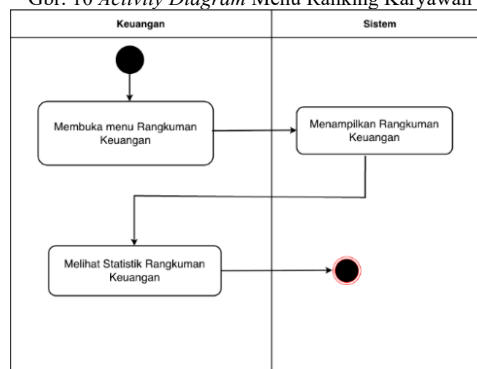 Gbr. 10 Activity Diagram Menu Ranking Karyawan
Keuangan
Sistem
Membuka menu Rangkuman
Keuangan
Menampilkan Rangkuman
Keuangan
Melihat Statistik Rangkuman
Keuangan